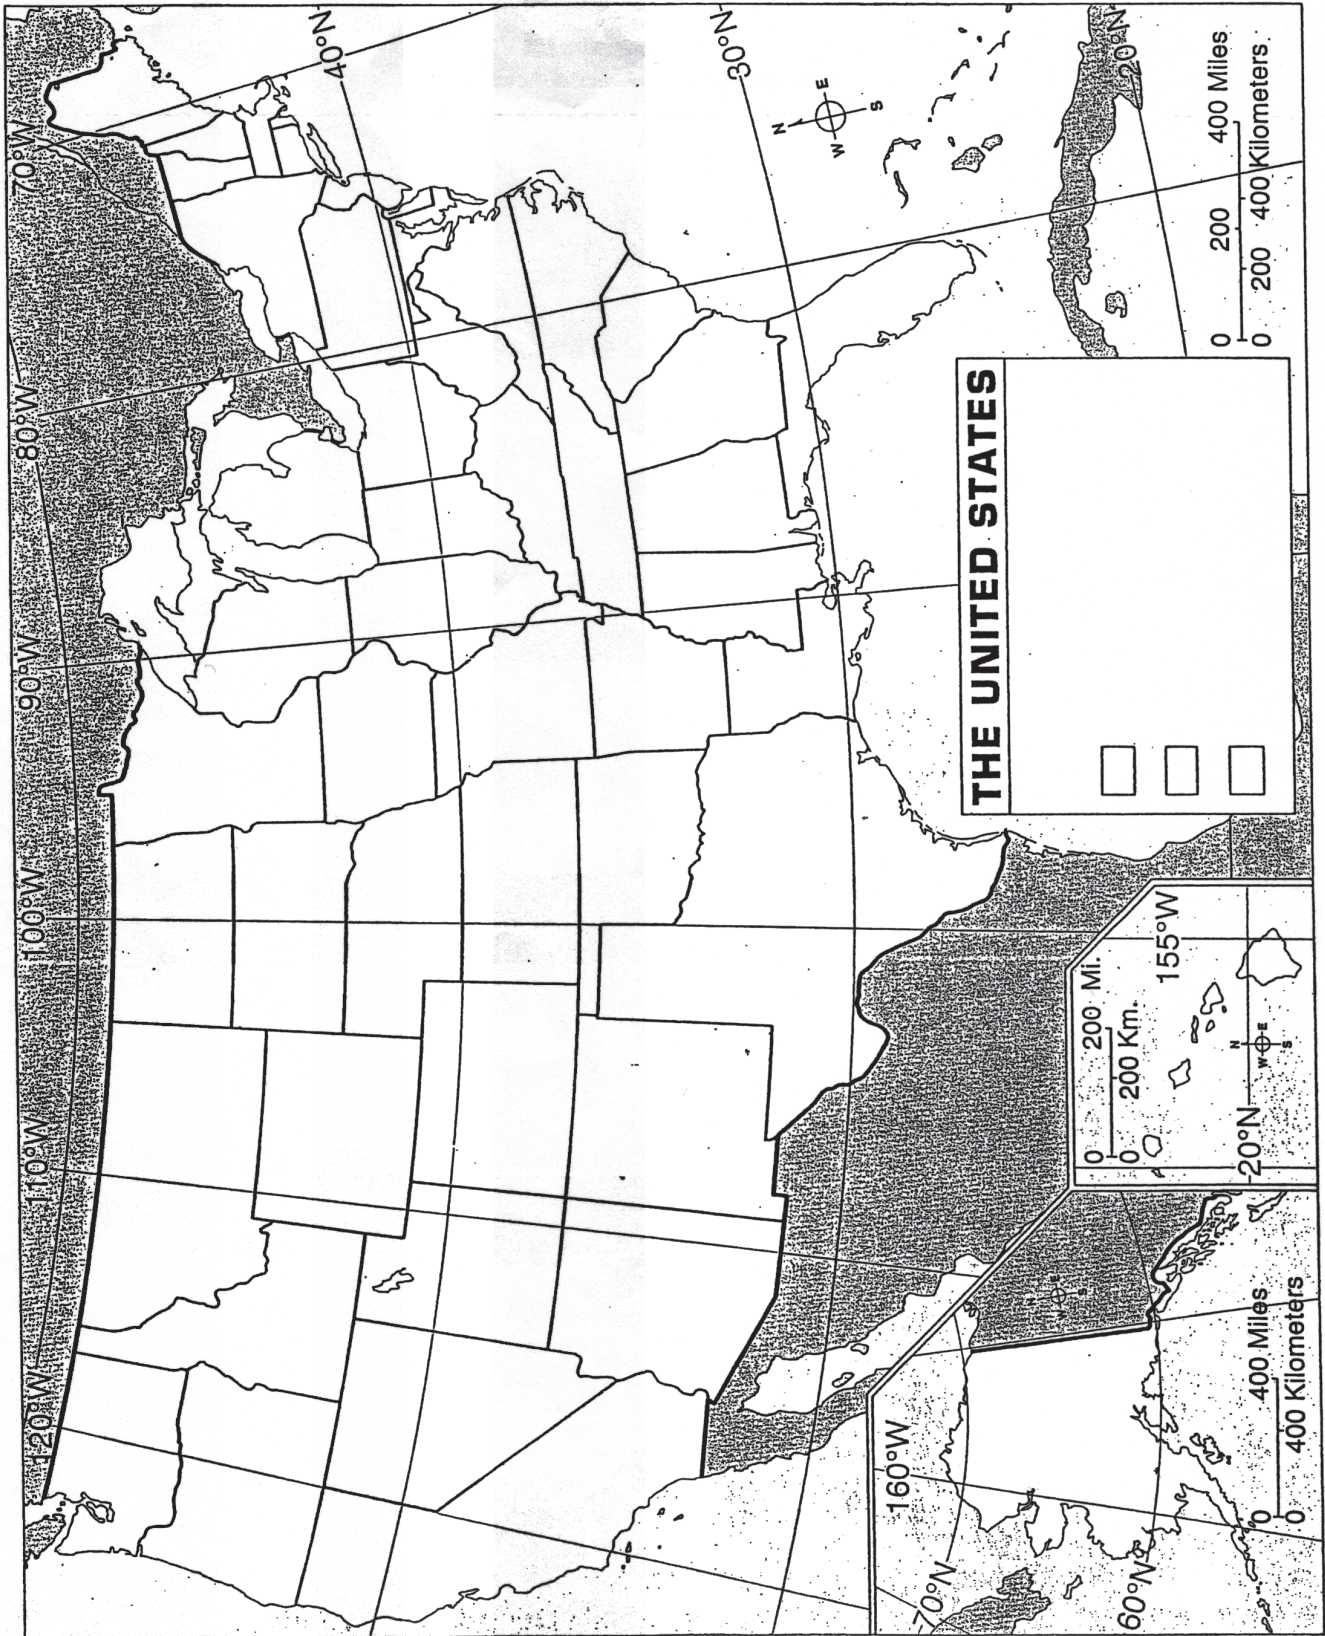 120°W
110°W
100°W
90°W
80°W
70°W
40°N
30°N
20°N
N
W E
S
THE UNITED STATES
0 200 400 Miles
0 200 400 Kilometers
160°W
70°N
60°N
N
E
S
0 400 Miles
0 400 Kilometers
0 200 Mi.
0 200 Km.
155°W
20°N
N
W E
S